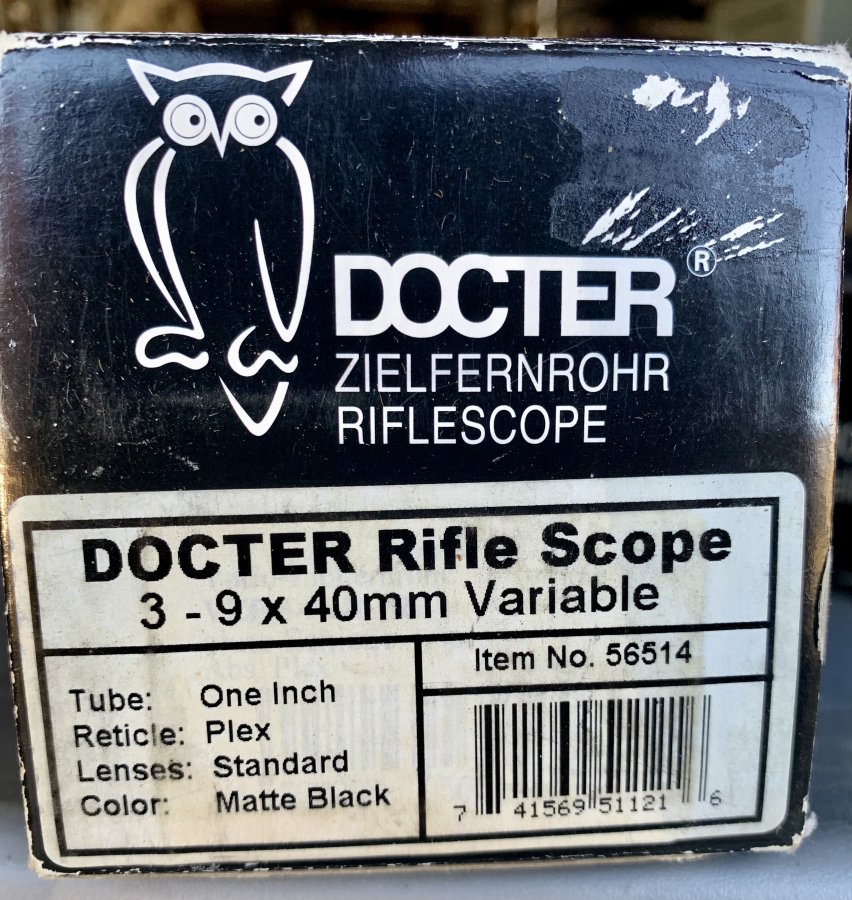 DOCTER®
ZIELFERNROHR
RIFLESCOPE
DOCTER Rifle Scope
3 - 9 x 40mm Variable
Item No. 56514
Tube: One Inch
Reticle: Plex
Lenses: Standard
Color: Matte Black
7 41569 51121 6